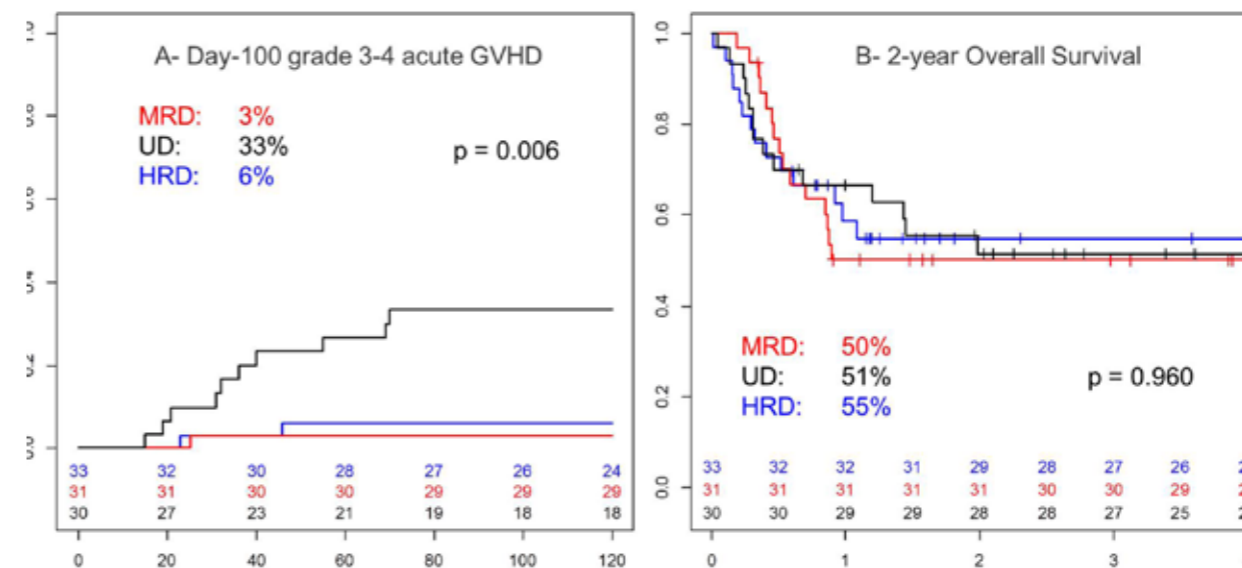 A- Day-100 grade 3-4 acute GVHD
MRD: 3%
UD: 33%
HRD: 6%
p = 0.006
33 32 30 28 27 26 24
31 31 30 30 29 29 29
30 27 23 21 19 18 18
0 20 40 60 80 100 120
B- 2-year Overall Survival
1.0
0.8
0.6
0.4
0.2
0.0
MRD: 50%
UD: 51%
HRD: 55%
p = 0.960
33 32 32 31 29 28 27 26
31 31 31 31 31 30 30 29
30 30 29 29 28 28 27 25
0 1 2 3